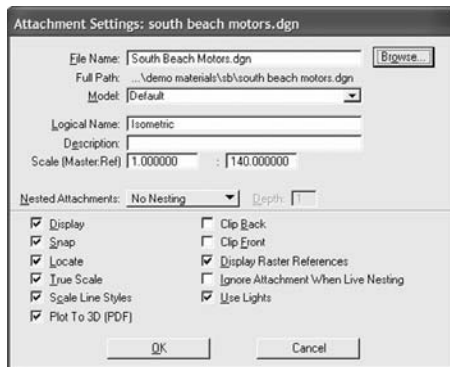 Attachment Settings: south beach motors.dgn
File Name: South Beach Motors.dgn Browse...
Full Path: ...\demo materials\sb\south beach motors.dgn
Model: Default
Logical Name: Isometric
Description:
Scale (Master:Ref) 1.000000 : 140.000000
Nested Attachments: No Nesting Depth: 1
Display Clip Back
Snap Clip Front
Locate Display Raster References
True Scale Ignore Attachment When Live Nesting
Scale Line Styles Use Lights
Plot To 3D (PDF)
OK Cancel